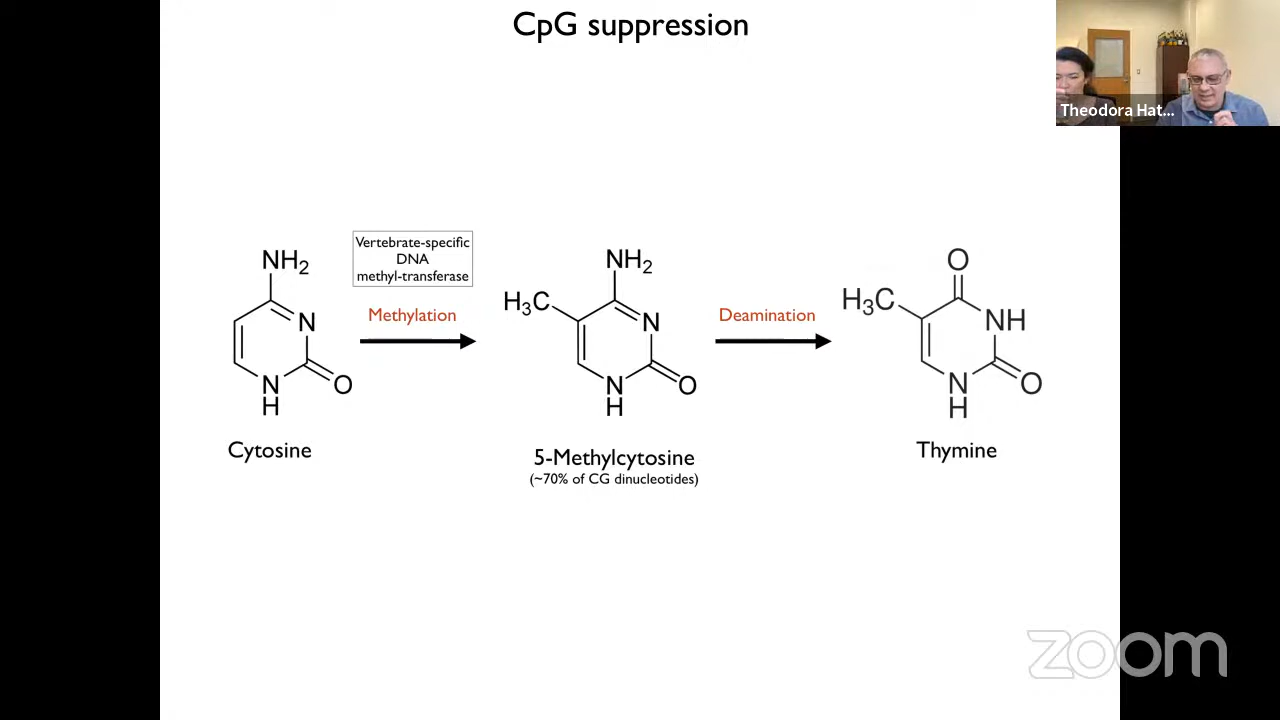 CpG suppression
Theodora Hat...
Vertebrate-specific
DNA
methyl-transferase
Methylation
Deamination
NH2
N
N
H
O
Cytosine
H3C
NH2
N
N
H
O
5-Methylcytosine
(~70% of CG dinucleotides)
O
H3C
NH
N
H
O
Thymine
zoom